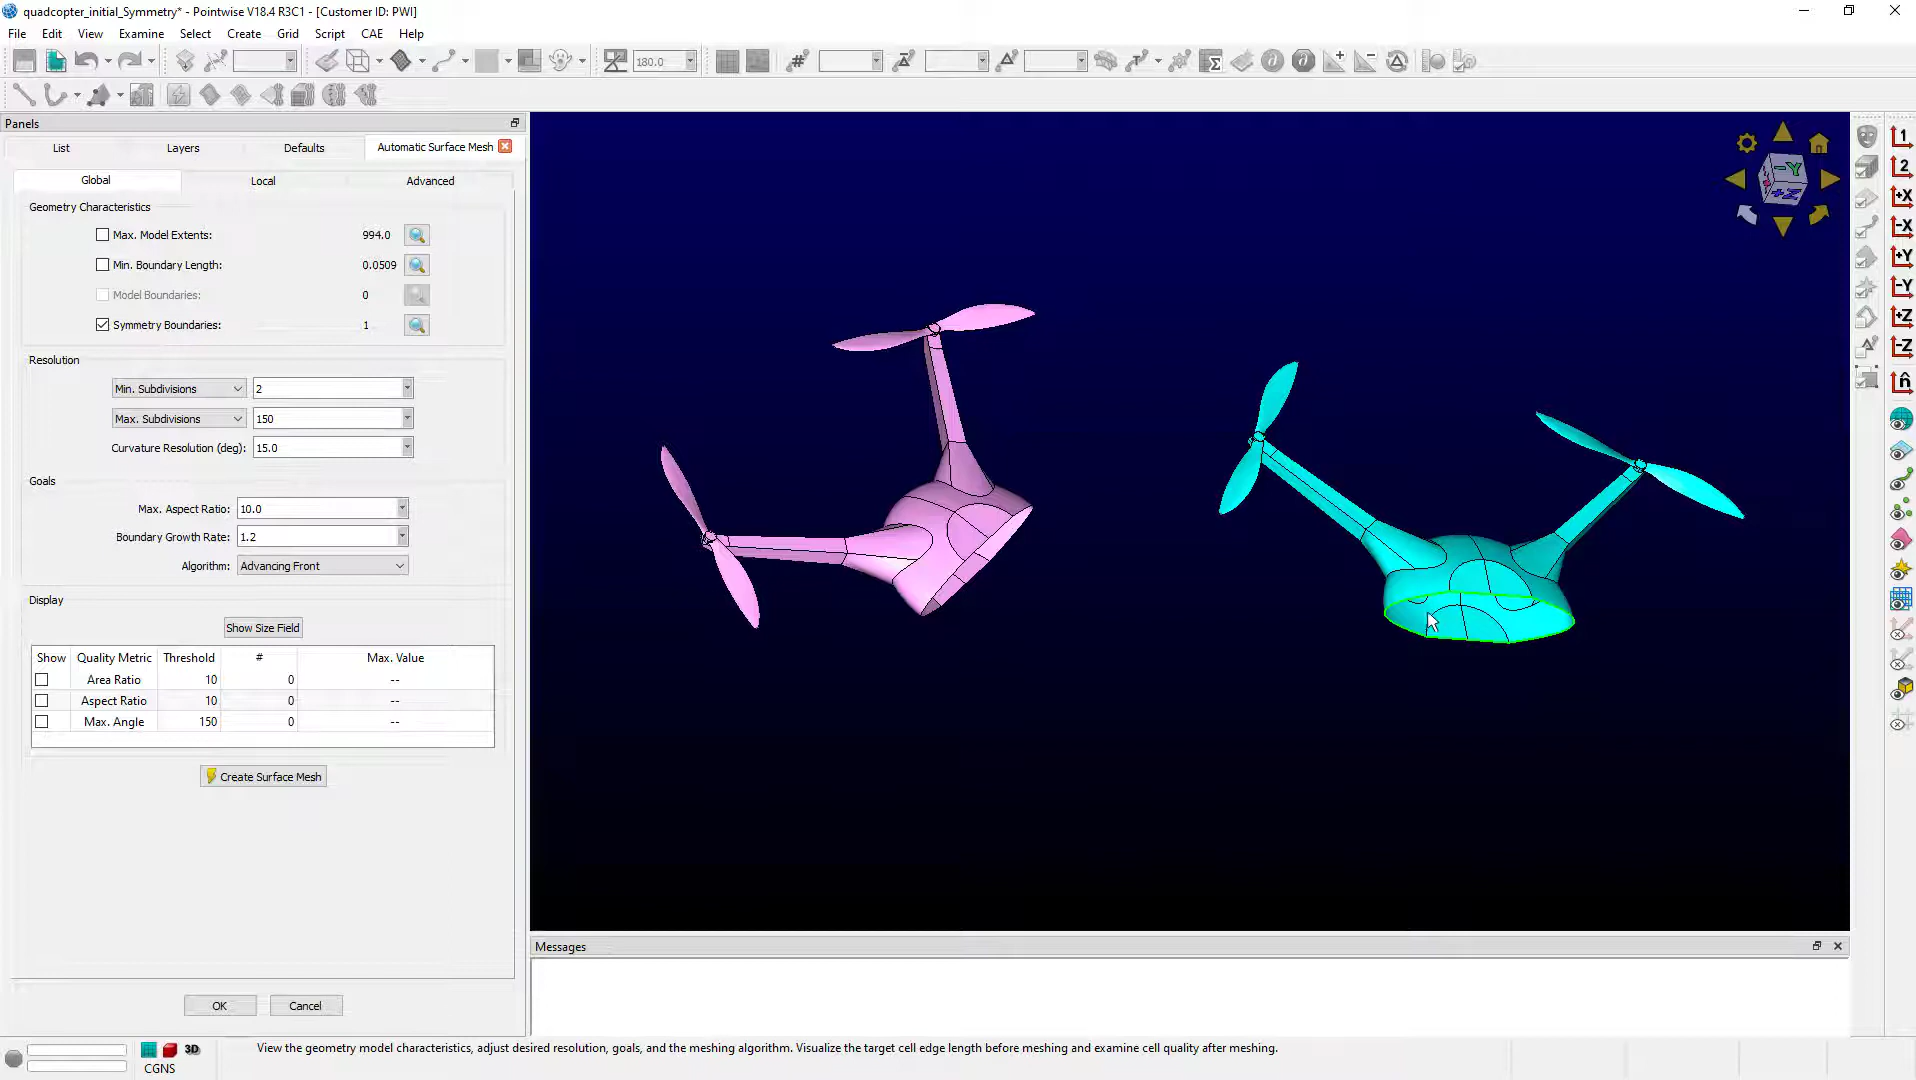 quadcopter_initial_Symmetry* - Pointwise V18.4 R3C1 - [Customer ID: PWI]
File Edit View Examine Select Create Grid Script CAE Help
180.0
Panels
List Layers Defaults Automatic Surface Mesh
Global Local Advanced
Geometry Characteristics
Max. Model Extents: 994.0
Min. Boundary Length: 0.0509
Model Boundaries: 0
Symmetry Boundaries: 1
Resolution
Min. Subdivisions 2
Max. Subdivisions 150
Curvature Resolution (deg): 15.0
Goals
Max. Aspect Ratio: 10.0
Boundary Growth Rate: 1.2
Algorithm: Advancing Front
Display
Show Size Field
Show Quality Metric Threshold # Max. Value
Area Ratio 10 0 --
Aspect Ratio 10 0 --
Max. Angle 150 0 --
Create Surface Mesh
OK Cancel
-Y
+Z
1
2
+X
-X
+Y
-Y
+Z
-Z
n̂
Messages
3D
CGNS
View the geometry model characteristics, adjust desired resolution, goals, and the meshing algorithm. Visualize the target cell edge length before meshing and examine cell quality after meshing.